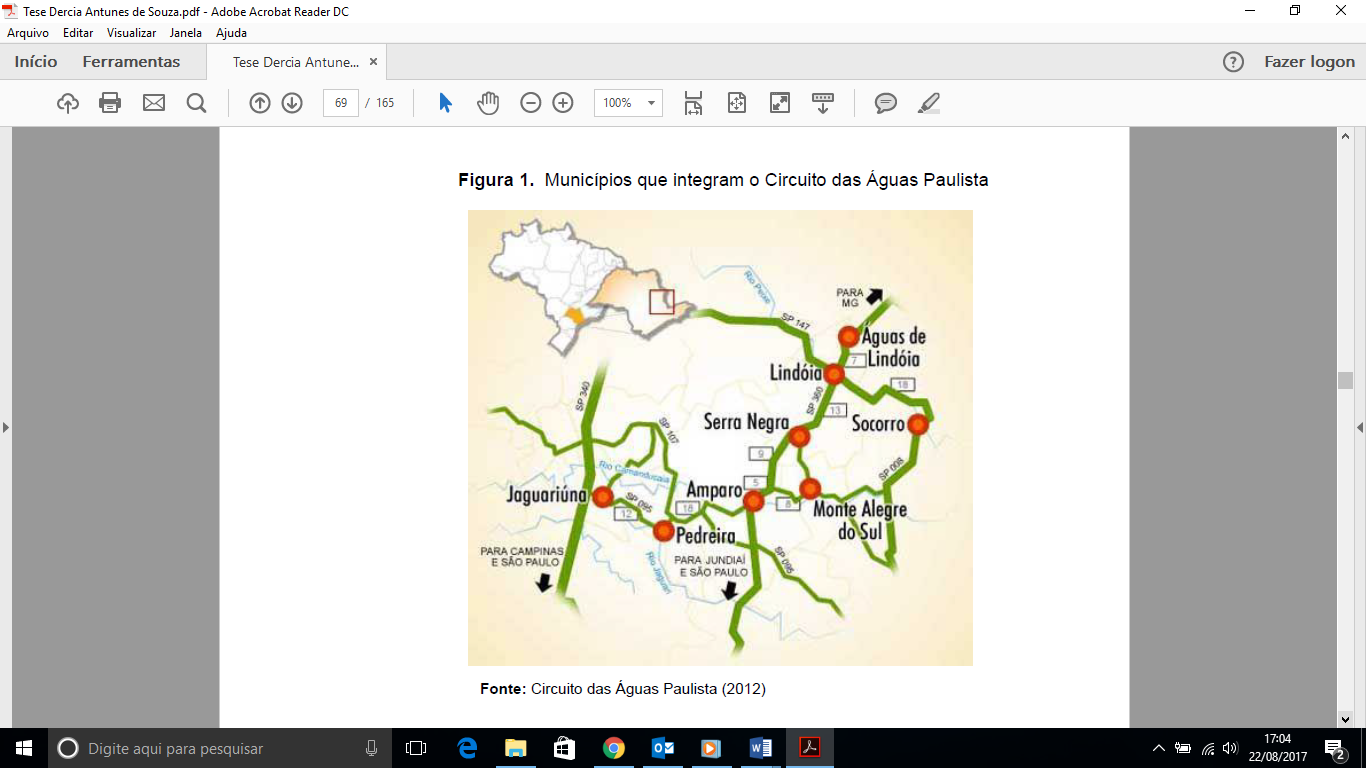 Tese Dercia Antunes de Souza.pdf - Adobe Acrobat Reader DC
Arquivo Editar Visualizar Janela Ajuda
Início Ferramentas Tese Dercia Antune... × ? Fazer logon
69 / 165 100%
Figura 1. Municípios que integram o Circuito das Águas Paulista
Rio Peixe
PARA
MG
SP 147
Águas de
Lindóia
7
Lindóia
18
SP 340
SP 360
13
Serra Negra
Socorro
SP 107
9
Rio Camanducaia
SP 008
5
Amparo
Jaguariúna
SP 095
18
8
Monte Alegre
do Sul
12
Pedreira
PARA CAMPINAS
E SÃO PAULO
PARA JUNDIAÍ
E SÃO PAULO
SP 095
Rio Jaguari
Fonte: Circuito das Águas Paulista (2012)
Digite aqui para pesquisar
17:04
22/08/2017
2